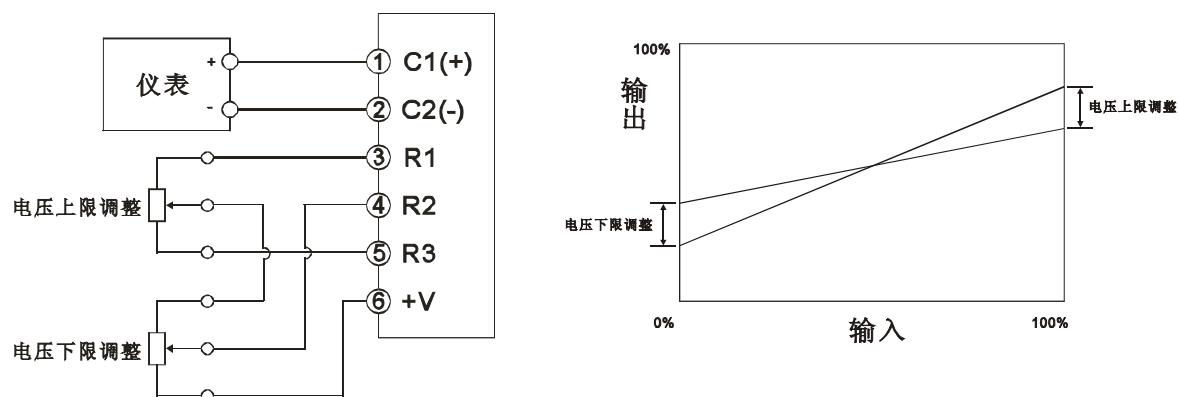 仪表
+
-
① C1(+)
② C2(-)
③ R1
④ R2
⑤ R3
⑥ +V
电压上限调整
电压下限调整
100%
输出
电压上限调整
电压下限调整
0%
输入
100%